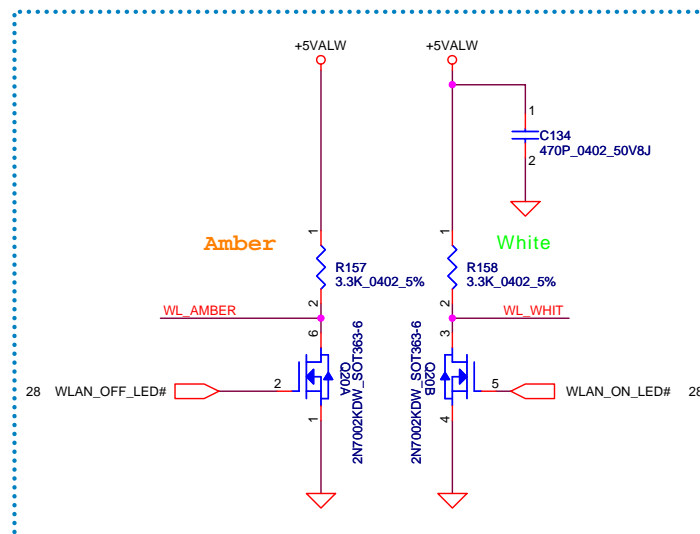 +5VALW
+5VALW
1
C134
470P_0402_50V8J
2
Amber
White
1
R157
3.3K_0402_5%
2
1
R158
3.3K_0402_5%
2
WL_AMBER
WL_WHIT
6
Q20A
2N7002KDW_SOT363-6
3
Q20B
2N7002KDW_SOT363-6
28 WLAN_OFF_LED#
2
5
WLAN_ON_LED# 28
1
4